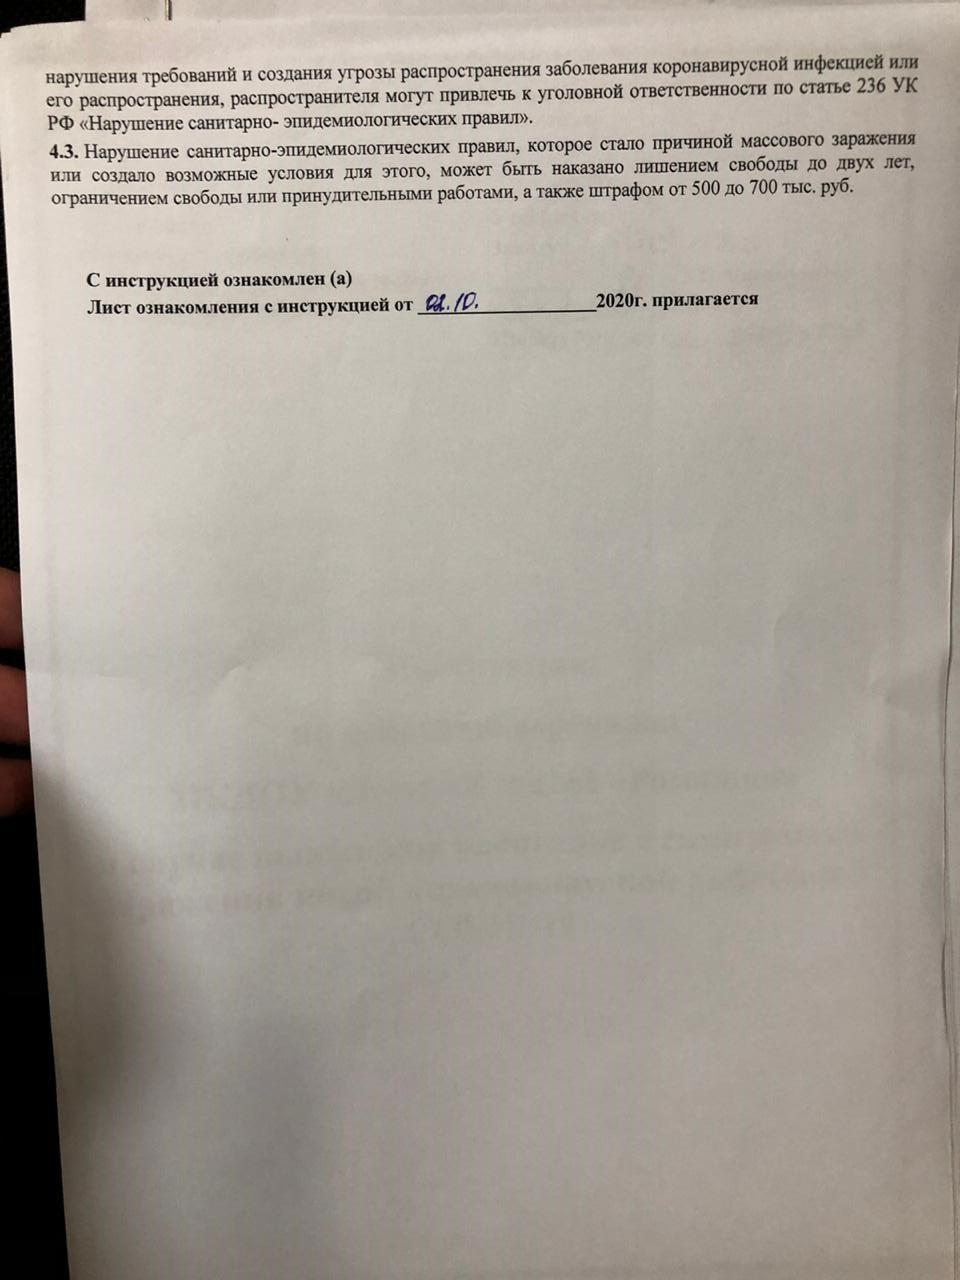 нарушения требований и создания угрозы распространения заболевания коронавирусной инфекцией или
его распространения, распространителя могут привлечь к уголовной ответственности по статье 236 УК
РФ «Нарушение санитарно- эпидемиологических правил».
4.3. Нарушение санитарно-эпидемиологических правил, которое стало причиной массового заражения
или создало возможные условия для этого, может быть наказано лишением свободы до двух лет,
ограничением свободы или принудительными работами, а также штрафом от 500 до 700 тыс. руб.
С инструкцией ознакомлен (а)
Лист ознакомления с инструкцией от 02.10. 2020г. прилагается